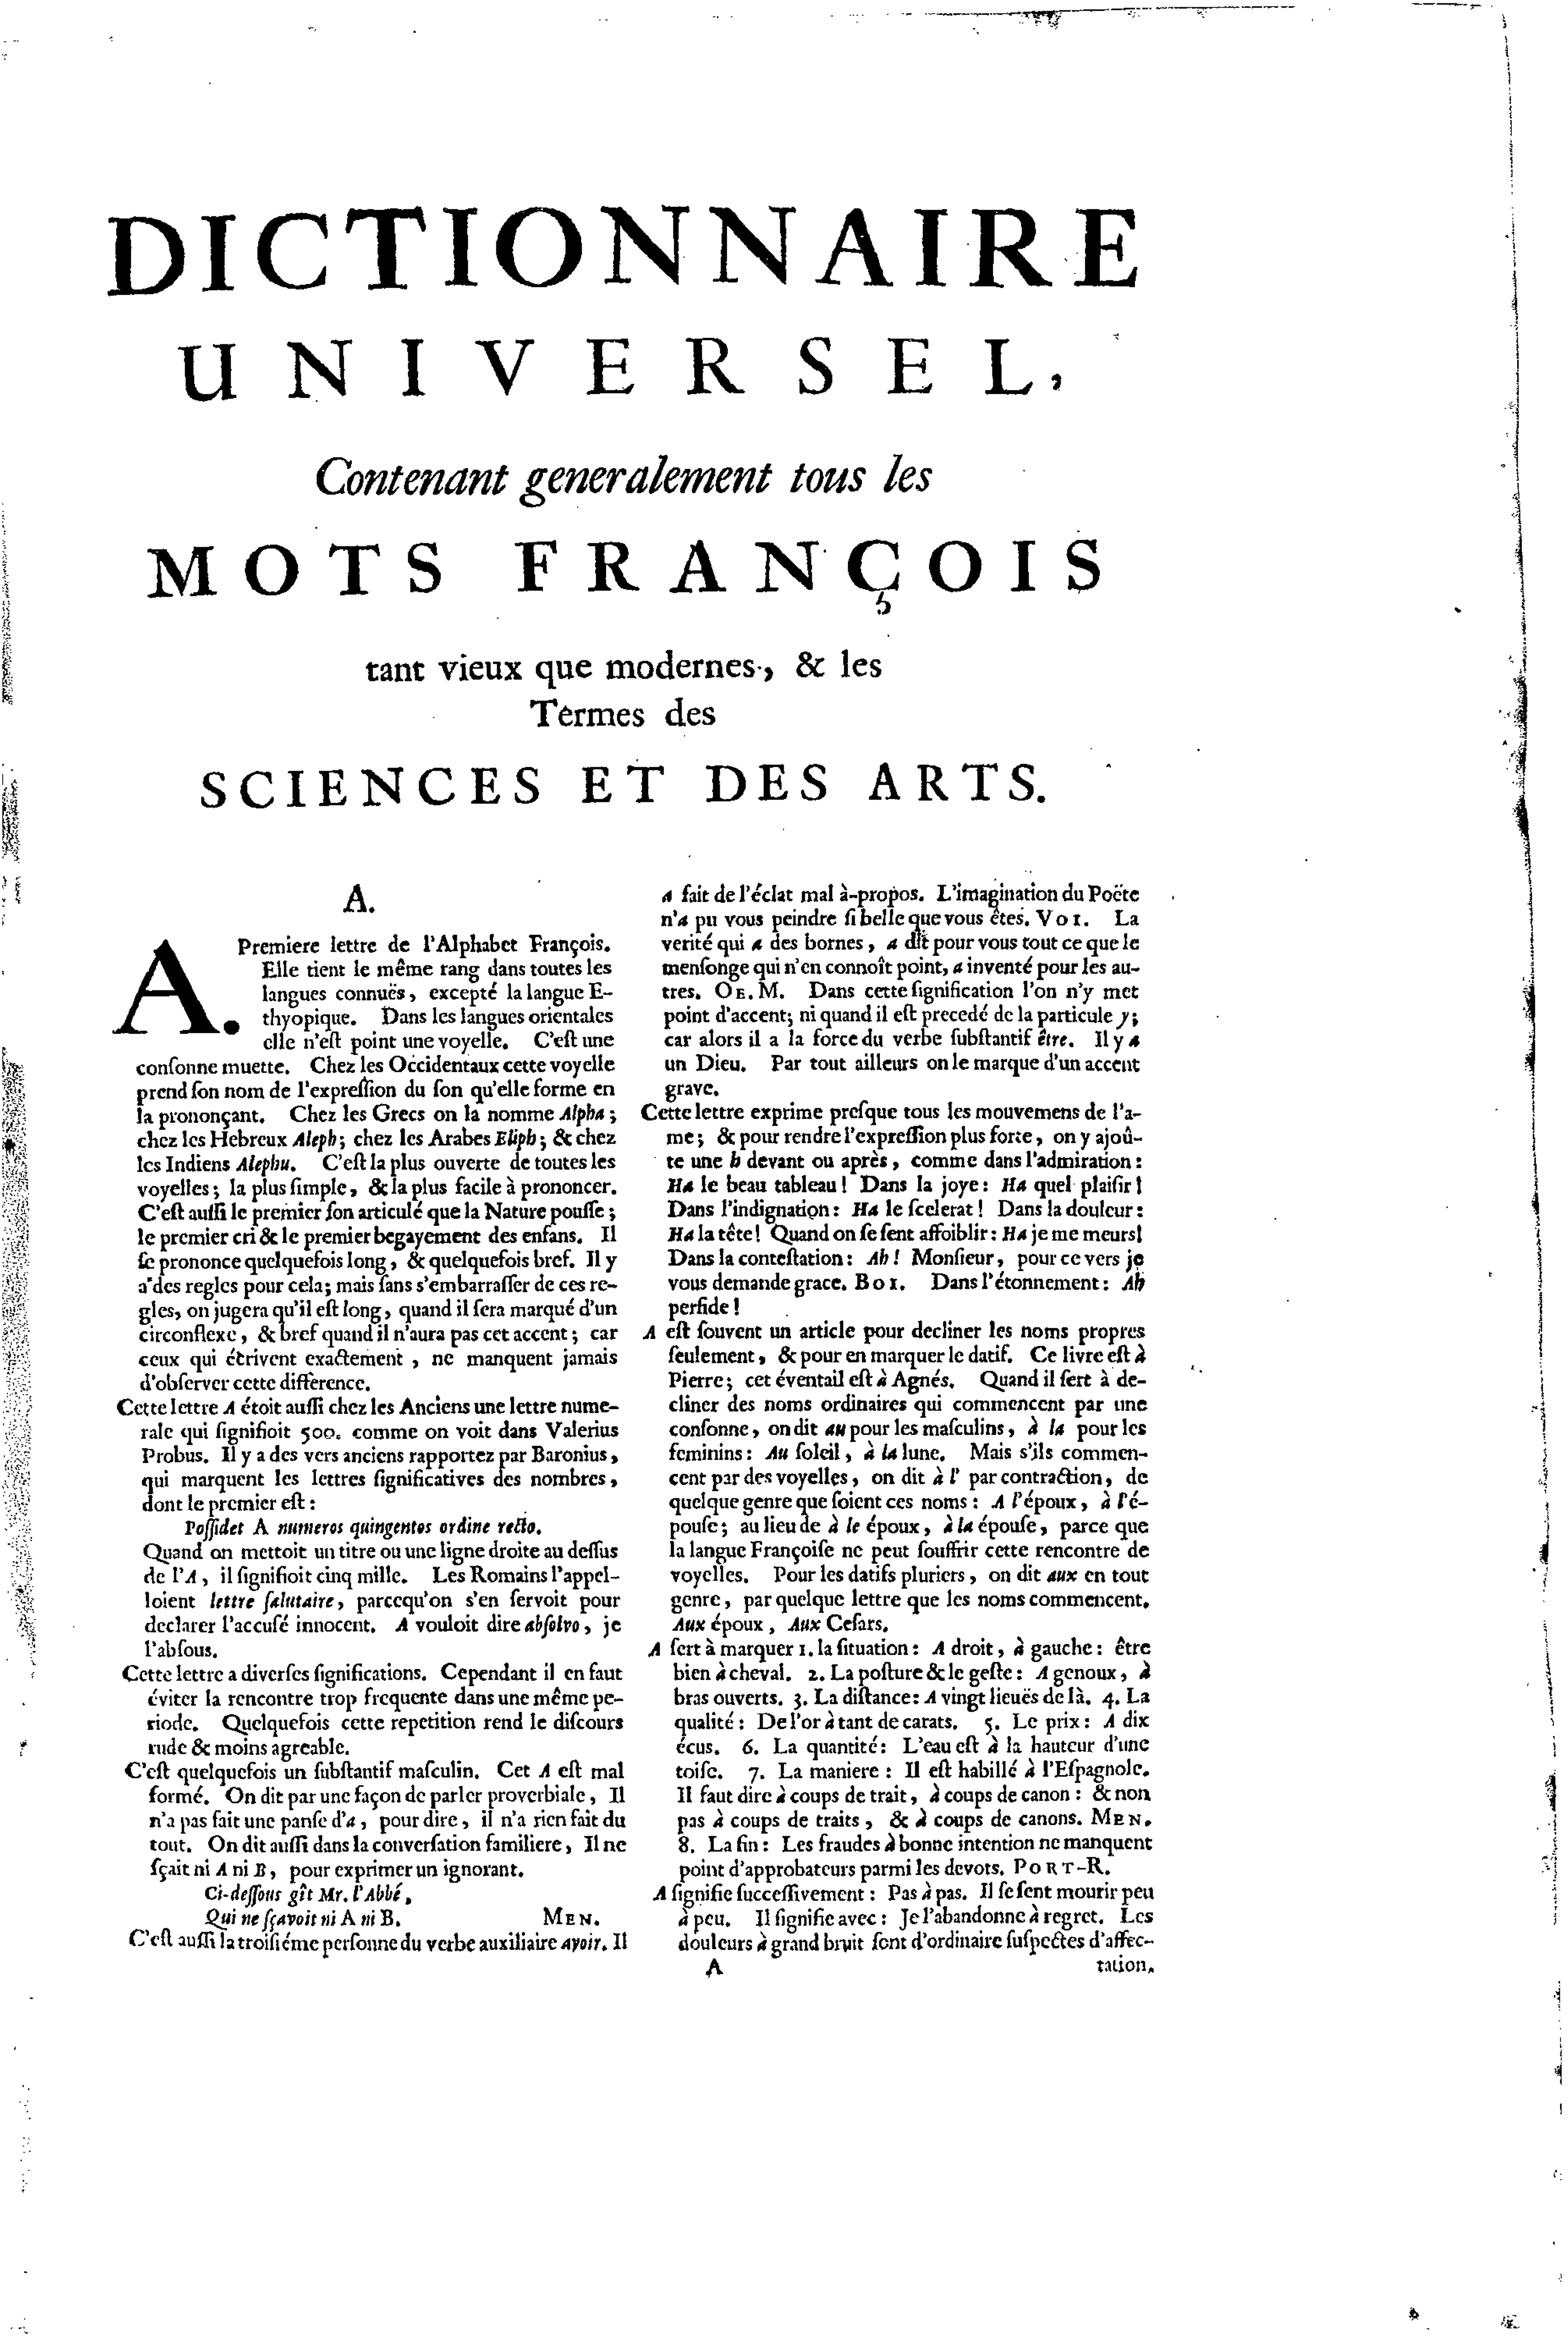 DICTIONNAIRE
UNIVERSEL,
Contenant generalement tous les
MOTS FRANÇOIS
tant vieux que modernes, & les
Termes des
SCIENCES ET DES ARTS.
A.
A. Premiere lettre de l'Alphabet François.
Elle tient le même rang dans toutes les
langues connuës, excepté la langue E-
thyopique. Dans les langues orientales
elle n'eſt point une voyelle. C'eſt une
conſonne muette. Chez les Occidentaux cette voyelle
prend ſon nom de l'expreſſion du ſon qu'elle forme en
la prononçant. Chez les Grecs on la nomme Alpha;
chez les Hebreux Aleph; chez les Arabes Eliph; & chez
les Indiens Alephu. C'eſt la plus ouverte de toutes les
voyelles; la plus ſimple, & la plus facile à prononcer.
C'eſt auſſi le premier ſon articulé que la Nature pouſſe;
le premier cri & le premier begayement des enfans. Il
ſe prononce quelquefois long, & quelquefois bref. Il y
a des regles pour cela; mais ſans s'embarraſſer de ces re-
gles, on jugera qu'il eſt long, quand il ſera marqué d'un
circonflexe, & bref quand il n'aura pas cet accent; car
ceux qui écrivent exactement, ne manquent jamais
d'obſerver cette difference.
Cette lettre A étoit auſſi chez les Anciens une lettre nume-
rale qui ſignifioit 500. comme on voit dans Valerius
Probus. Il y a des vers anciens rapportez par Baronius,
qui marquent les lettres ſignificatives des nombres,
dont le premier eſt:
Poſſidet A numeros quingentos ordine recto.
Quand on mettoit un titre ou une ligne droite au deſſus
de l'A, il ſignifioit cinq mille. Les Romains l'appel-
loient lettre ſalutaire, parcequ'on s'en ſervoit pour
declarer l'accuſé innocent. A vouloit dire abſolvo, je
l'abſous.
Cette lettre a diverſes ſignifications. Cependant il en faut
éviter la rencontre trop frequente dans une même pe-
riode. Quelquefois cette repetition rend le diſcours
rude & moins agreable.
C'eſt quelquefois un ſubſtantif maſculin. Cet A eſt mal
formé. On dit par une façon de parler proverbiale, Il
n'a pas fait une panſe d'a, pour dire, il n'a rien fait du
tout. On dit auſſi dans la converſation familiere, Il ne
ſçait ni A ni B, pour exprimer un ignorant.
Ci-deſſous gît Mr. l'Abbé,
Qui ne ſçavoit ni A ni B. MEN.
C'eſt auſſi la troiſiéme perſonne du verbe auxiliaire avoir. Il
a fait de l'éclat mal à-propos. L'imagination du Poëte
n'a pu vous peindre ſi belle que vous êtes. VOI. La
verité qui a des bornes, a dit pour vous tout ce que le
menſonge qui n'en connoît point, a inventé pour les au-
tres. OE. M. Dans cette ſignification l'on n'y met
point d'accent; ni quand il eſt precedé de la particule y;
car alors il a la force du verbe ſubſtantif être. Il y a
un Dieu. Par tout ailleurs on le marque d'un accent
grave.
Cette lettre exprime preſque tous les mouvemens de l'a-
me; & pour rendre l'expreſſion plus forte, on y ajoû-
te une h devant ou après, comme dans l'admiration:
Ha le beau tableau! Dans la joye: Ha quel plaiſir!
Dans l'indignation: Ha le ſcelerat! Dans la douleur:
Ha la tête! Quand on ſe ſent affoiblir: Ha je me meurs!
Dans la conteſtation: Ah! Monſieur, pour ce vers je
vous demande grace. BOI. Dans l'étonnement: Ah
perfide!
A eſt ſouvent un article pour decliner les noms propres
ſeulement, & pour en marquer le datif. Ce livre eſt à
Pierre; cet éventail eſt à Agnés. Quand il ſert à de-
cliner des noms ordinaires qui commencent par une
conſonne, on dit au pour les maſculins, à la pour les
feminins: Au ſoleil, à la lune. Mais s'ils commen-
cent par des voyelles, on dit à l' par contraction, de
quelque genre que ſoient ces noms: A l'époux, à l'é-
pouſe; au lieu de à le époux, à la épouſe, parce que
la langue Françoiſe ne peut ſouffrir cette rencontre de
voyelles. Pour les datifs pluriers, on dit aux en tout
genre, par quelque lettre que les noms commencent.
Aux époux, Aux Ceſars.
A ſert à marquer 1. la ſituation: A droit, à gauche: être
bien à cheval. 2. La poſture & le geſte: A genoux, à
bras ouverts. 3. La diſtance: A vingt lieuës de là. 4. La
qualité: De l'or à tant de carats. 5. Le prix: A dix
écus. 6. La quantité: L'eau eſt à la hauteur d'une
toiſe. 7. La maniere: Il eſt habillé à l'Eſpagnole.
Il faut dire à coups de trait, à coups de canon: & non
pas à coups de traits, & à coups de canons. MEN.
8. La fin: Les fraudes à bonne intention ne manquent
point d'approbateurs parmi les devots. PORT-R.
A ſignifie ſucceſſivement: Pas à pas. Il ſe ſent mourir peu
à peu. Il ſignifie avec: Je l'abandonne à regret. Les
douleurs à grand bruit ſont d'ordinaire ſuſpectes d'affec-
A tation.